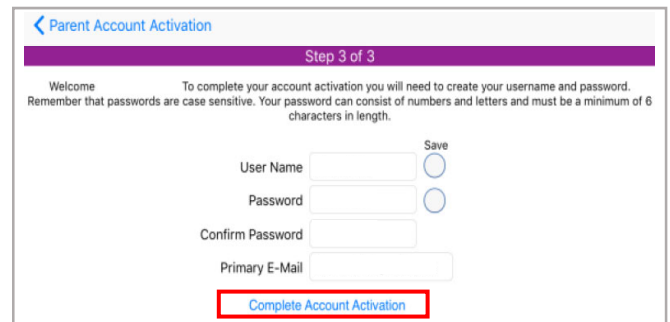 Parent Account Activation
Step 3 of 3
Welcome To complete your account activation you will need to create your username and password.
Remember that passwords are case sensitive. Your password can consist of numbers and letters and must be a minimum of 6
characters in length.
Save
User Name
Password
Confirm Password
Primary E-Mail
Complete Account Activation